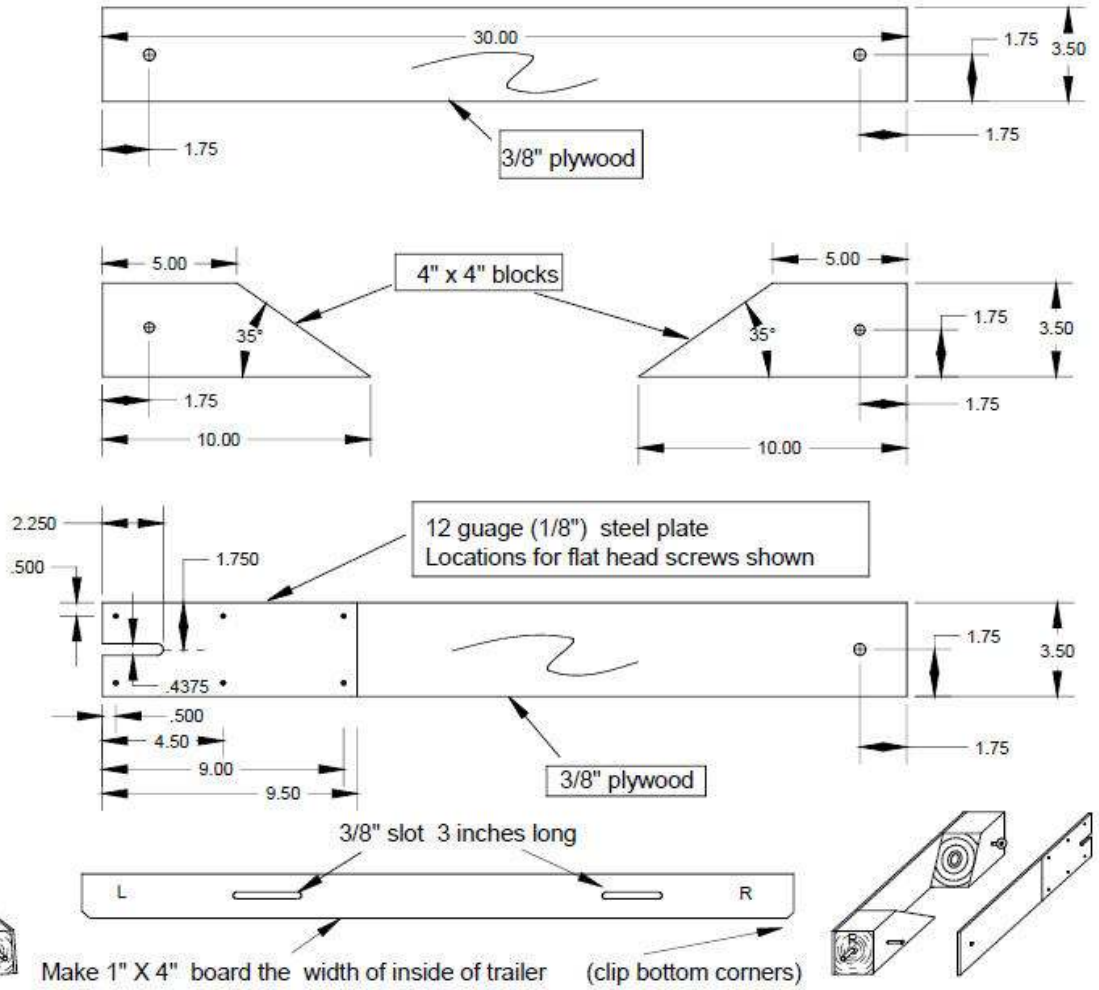 30.00
1.75
3.50
1.75
1.75
3/8" plywood
5.00
5.00
4" x 4" blocks
35°
35°
1.75
3.50
1.75
1.75
10.00
10.00
2.250
12 guage (1/8") steel plate
Locations for flat head screws shown
1.750
.500
1.75
3.50
.4375
.500
4.50
1.75
9.00
3/8" plywood
9.50
3/8" slot 3 inches long
L
R
R
Make 1" X 4" board the width of inside of trailer
(clip bottom corners)